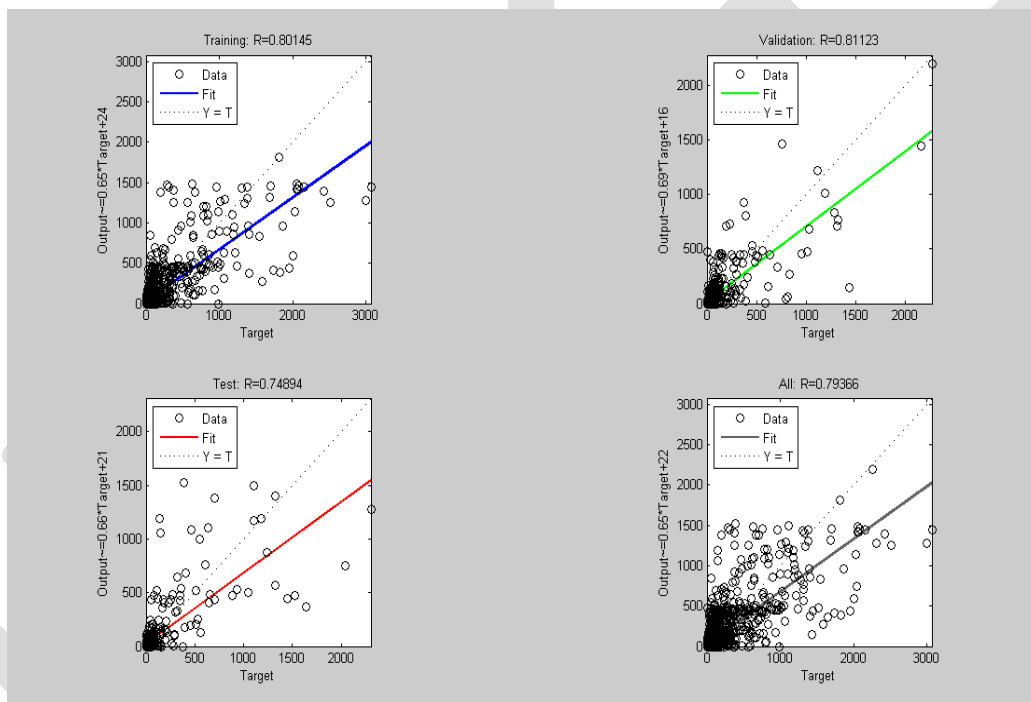 Training: R=0.80145
Data
Fit
Y = T
Output~=0.65*Target+24
3000
2500
2000
1500
1000
500
0
0 1000 2000 3000
Target
Validation: R=0.81123
Data
Fit
Y = T
Output~=0.69*Target+16
2000
1500
1000
500
0
0 500 1000 1500 2000
Target
Test: R=0.74894
Data
Fit
Y = T
Output~=0.66*Target+21
2000
1500
1000
500
0
0 500 1000 1500 2000
Target
All: R=0.79366
Data
Fit
Y = T
Output~=0.65*Target+22
3000
2500
2000
1500
1000
500
0
0 1000 2000 3000
Target